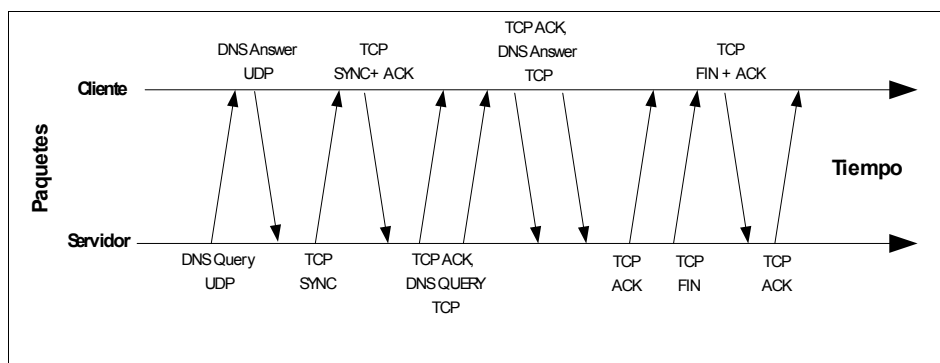 DNS Answer
UDP
TCP
SYNC+ ACK
TCP ACK,
DNS Answer
TCP
TCP
FIN + ACK
Cliente
Paquetes
Tiempo
Servidor
DNS Query
UDP
TCP
SYNC
TCP ACK,
DNS QUERY
TCP
TCP
ACK
TCP
FIN
TCP
ACK